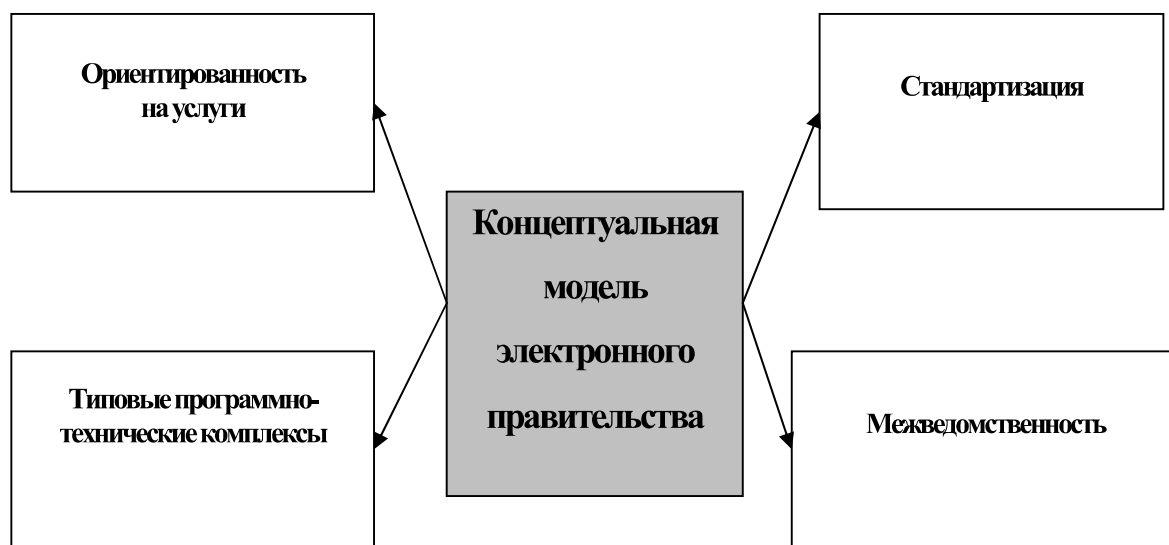 Ориентированность
на услуги
Стандартизация
Концептуальная
модель
электронного
правительства
Типовые программно-
технические комплексы
Межведомственность